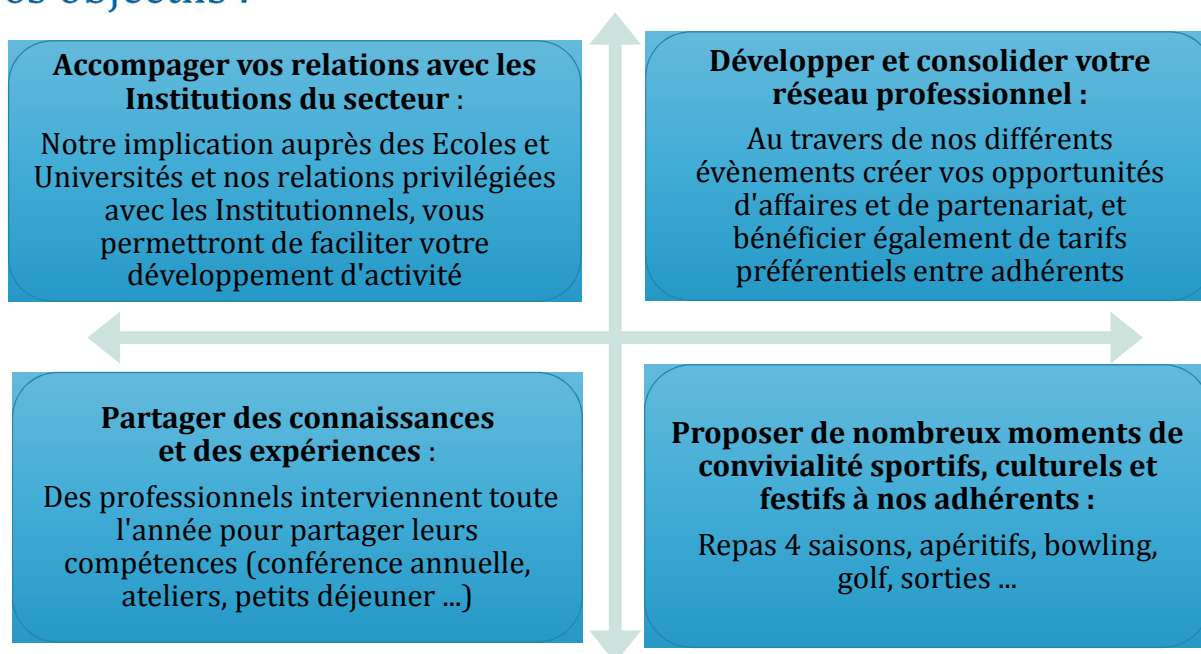 os objectifs :
Accompager vos relations avec les
Institutions du secteur :
Notre implication auprès des Ecoles et
Universités et nos relations privilégiées
avec les Institutionnels, vous
permettront de faciliter votre
développement d'activité
Développer et consolider votre
réseau professionnel :
Au travers de nos différents
évènements créer vos opportunités
d'affaires et de partenariat, et
bénéficier également de tarifs
préférentiels entre adhérents
Partager des connaissances
et des expériences :
Des professionnels interviennent toute
l'année pour partager leurs
compétences (conférence annuelle,
ateliers, petits déjeuner ...)
Proposer de nombreux moments de
convivialité sportifs, culturels et
festifs à nos adhérents :
Repas 4 saisons, apéritifs, bowling,
golf, sorties ...